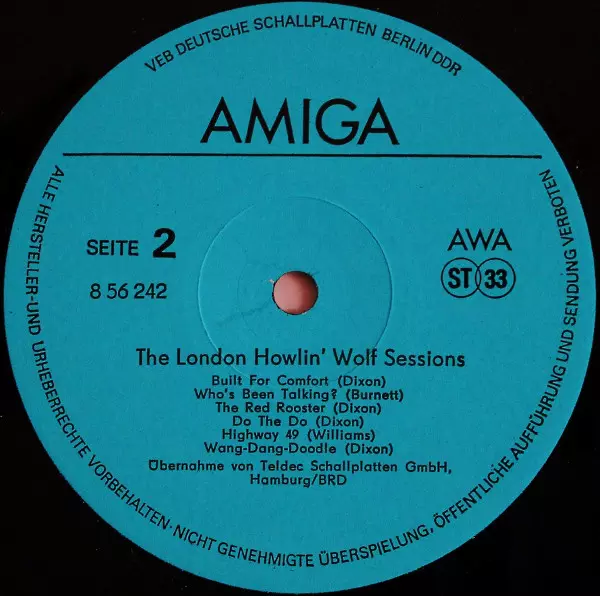 VEB DEUTSCHE SCHALLPLATTEN BERLIN DDR
AMIGA
SEITE 2
AWA
8 56 242
ST 33
The London Howlin' Wolf Sessions
Built For Comfort (Dixon)
Who's Been Talking? (Burnett)
The Red Rooster (Dixon)
Do The Do (Dixon)
Highway 49 (Williams)
Wang-Dang-Doodle (Dixon)
Übernahme von Teldec Schallplatten GmbH,
Hamburg/BRD
ALLE HERSTELLER-UND URHEBERRECHTE VORBEHALTEN·NICHT GENEHMIGTE ÜBERSPIELUNG, ÖFFENTLICHE AUFFÜHRUNG UND SENDUNG VERBOTEN